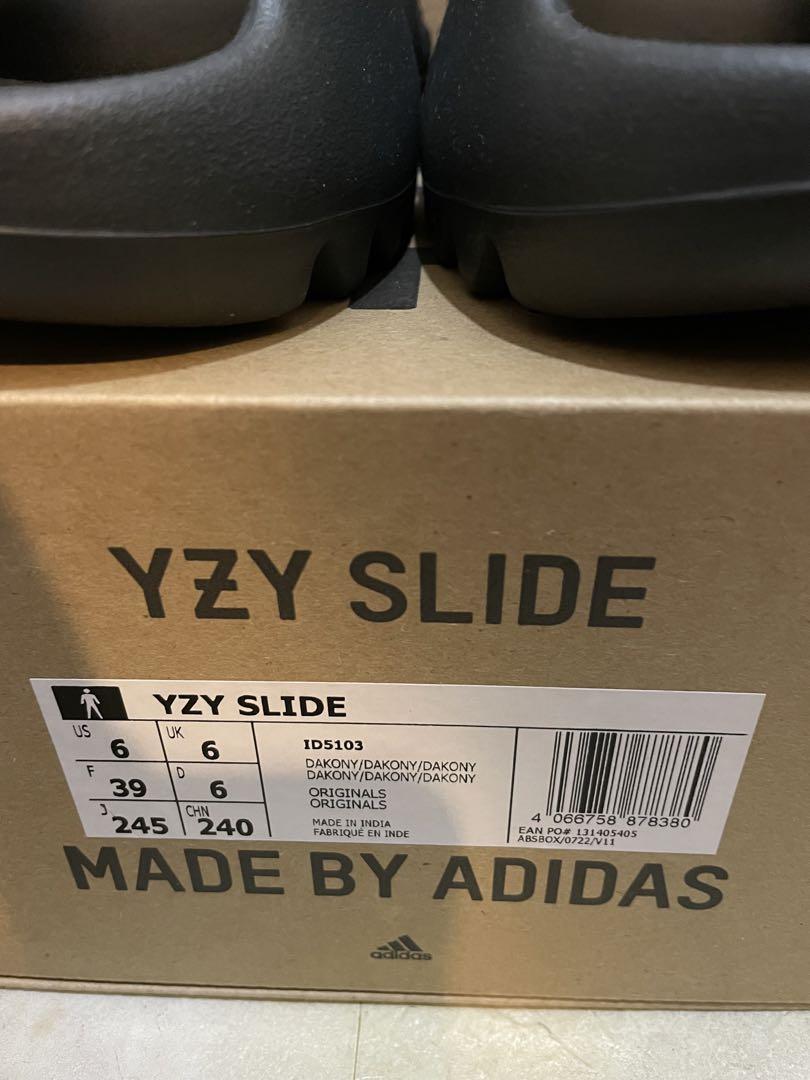 YZY SLIDE
YZY SLIDE
US 6 UK 6
F 39 D 6
J 245 CHN 240
ID5103
DAKONY/DAKONY/DAKONY
DAKONY/DAKONY/DAKONY
ORIGINALS
ORIGINALS
MADE IN INDIA
FABRIQUÉ EN INDE
4 066758 878380
EAN PO# 131405405
ABSBOX/0722/V11
MADE BY ADIDAS
adidas